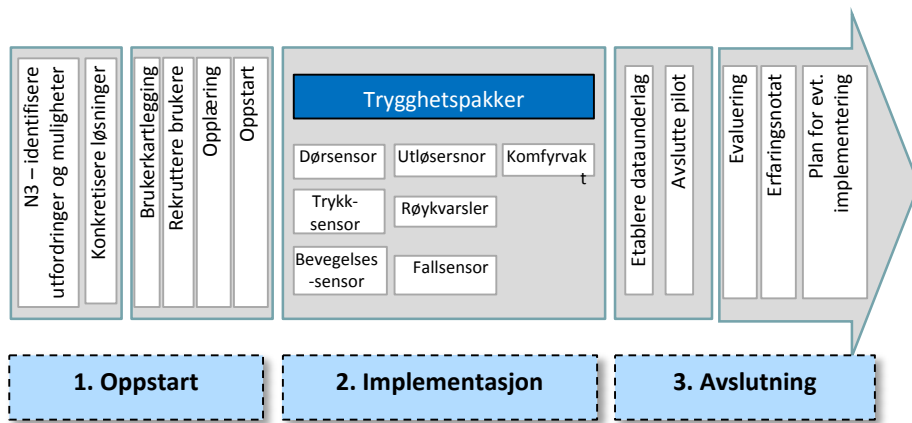 N3 – identifisere
utfordringer og muligheter
Konkretisere løsninger
Brukerkartlegging
Rekruttere brukere
Opplæring
Oppstart
Trygghetspakker
Dørsensor
Utløsersnor
Komfyrvak
t
Trykk-
sensor
Røykvarsler
Bevegelses
-sensor
Fallsensor
Etablere dataunderlag
Avslutte pilot
Evaluering
Erfaringsnotat
Plan for evt.
implementering
1. Oppstart
2. Implementasjon
3. Avslutning